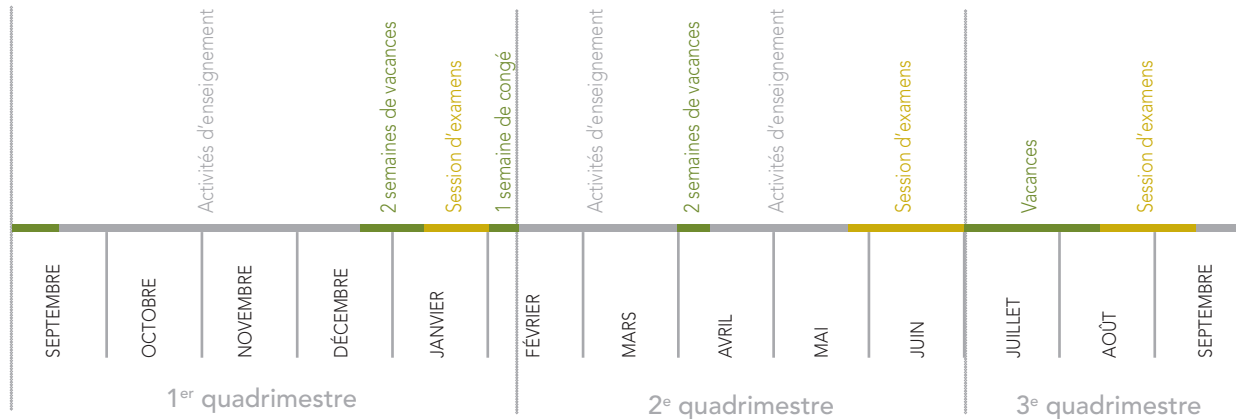 Activités d'enseignement
2 semaines de vacances
Session d'examens
1 semaine de congé
Activités d'enseignement
2 semaines de vacances
Activités d'enseignement
Session d'examens
Vacances
Session d'examens
SEPTEMBRE
OCTOBRE
NOVEMBRE
DÉCEMBRE
JANVIER
FÉVRIER
MARS
AVRIL
MAI
JUIN
JUILLET
AOÛT
SEPTEMBRE
1er quadrimestre
2e quadrimestre
3e quadrimestre